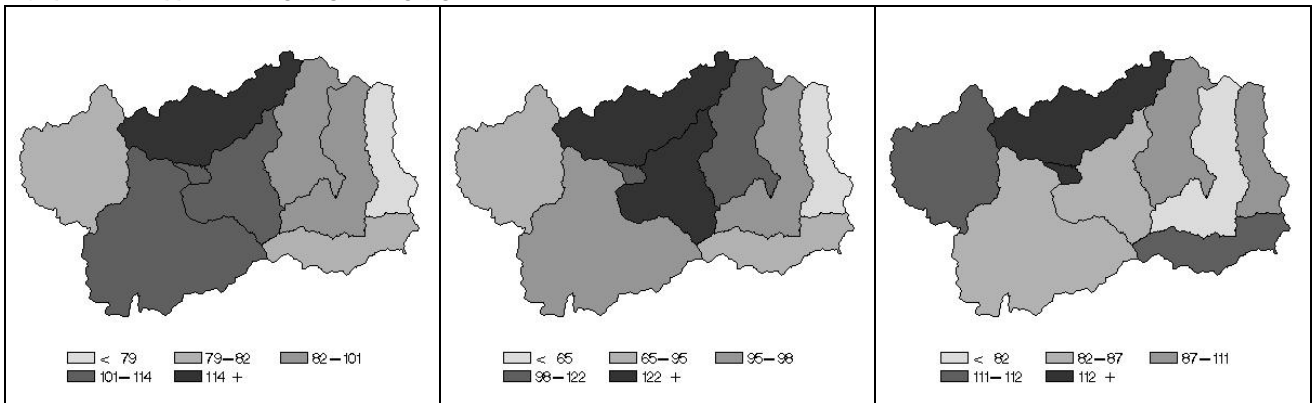 < 79 79–82 82–101
101–114 114 +
< 65 65–95 95–98
98–122 122 +
< 82 82–87 87–111
111–112 112 +